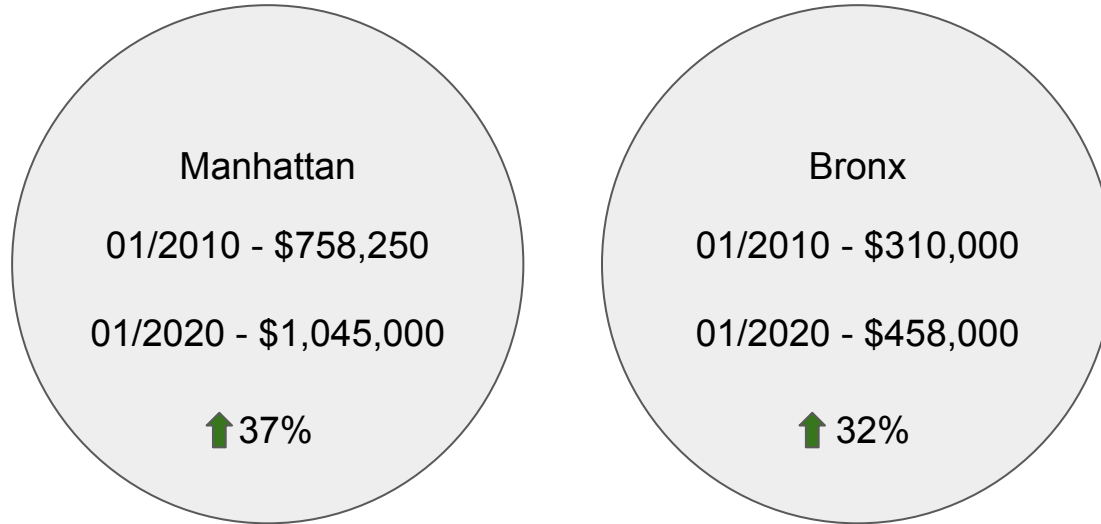 Manhattan
01/2010 - $758,250
01/2020 - $1,045,000
37%
Bronx
01/2010 - $310,000
01/2020 - $458,000
32%